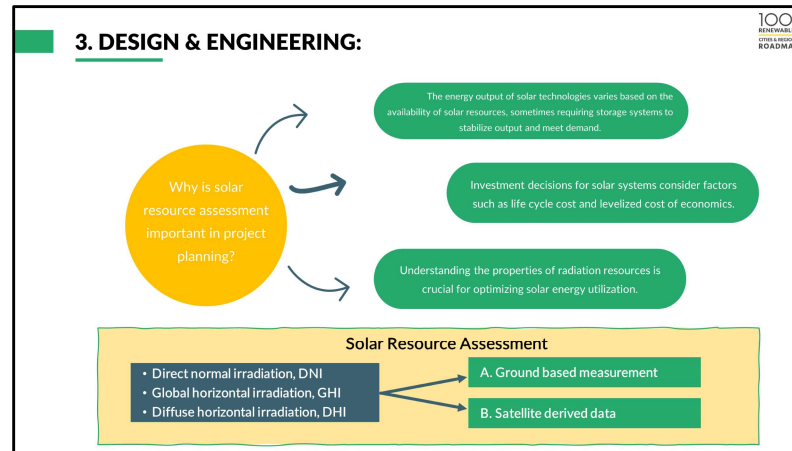 3. DESIGN & ENGINEERING:
100
RENEWABLE
CITIES & REGIO
ROADMA
Why is solar
resource assessment
important in project
planning?
The energy output of solar technologies varies based on the
availability of solar resources, sometimes requiring storage systems to
stabilize output and meet demand.
Investment decisions for solar systems consider factors
such as life cycle cost and levelized cost of economics.
Understanding the properties of radiation resources is
crucial for optimizing solar energy utilization.
Solar Resource Assessment
• Direct normal irradiation, DNI
• Global horizontal irradiation, GHI
• Diffuse horizontal irradiation, DHI
A. Ground based measurement
B. Satellite derived data